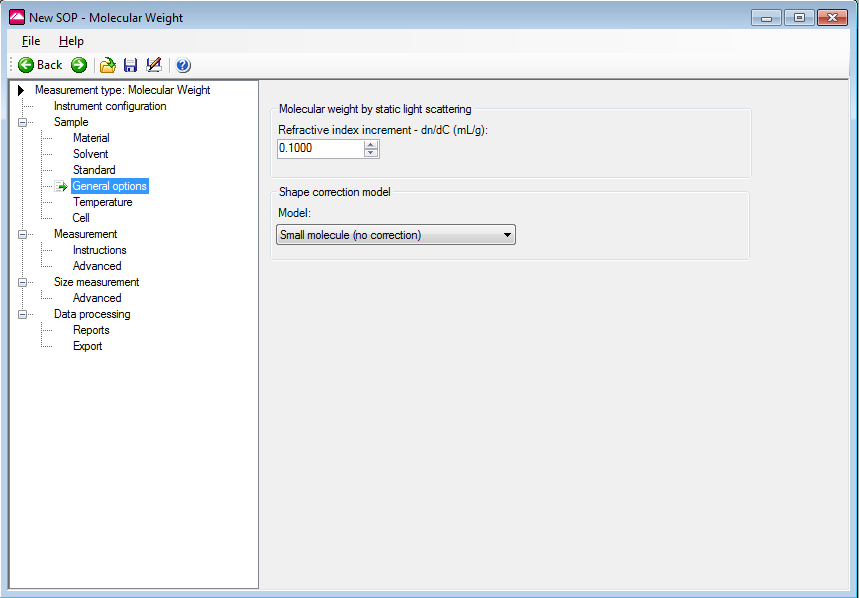 New SOP - Molecular Weight
File Help
Back
Measurement type: Molecular Weight
Instrument configuration
Sample
Material
Solvent
Standard
General options
Temperature
Cell
Measurement
Instructions
Advanced
Size measurement
Advanced
Data processing
Reports
Export
Molecular weight by static light scattering
Refractive index increment - dn/dC (mL/g):
0.1000
Shape correction model
Model:
Small molecule (no correction)